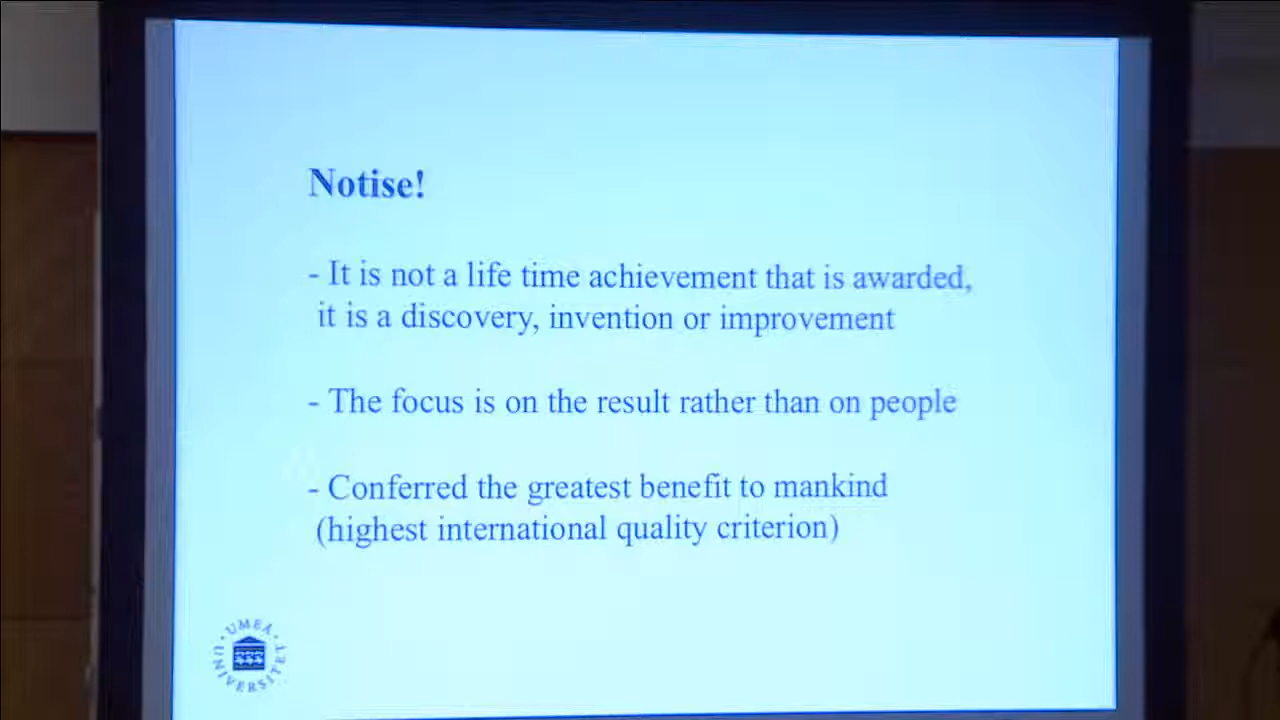 Notise!
- It is not a life time achievement that is awarded,
it is a discovery, invention or improvement
- The focus is on the result rather than on people
- Conferred the greatest benefit to mankind
(highest international quality criterion)
UMEÅ UNIVERSITET